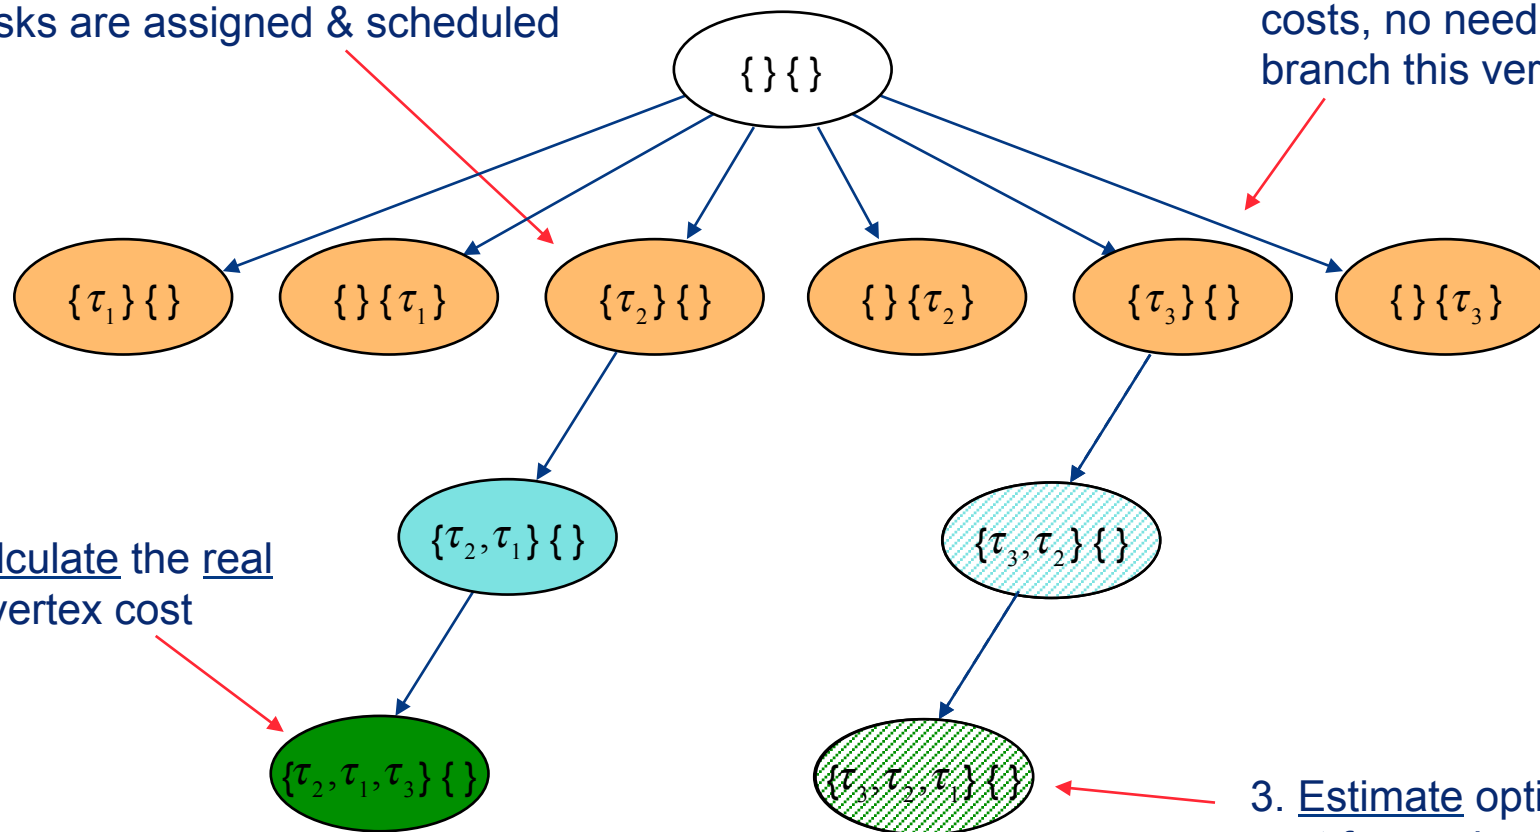 sks are assigned & scheduled
costs, no need
branch this ver
{ } { }
{ τ₁ } { }
{ } { τ₁ }
{ τ₂ } { }
{ } { τ₂ }
{ τ₃ } { }
{ } { τ₃ }
{ τ₂ , τ₁ } { }
{ τ₃ , τ₂ } { }
lculate the real
vertex cost
{ τ₂ , τ₁ , τ₃ } { }
{ τ₃ , τ₂ , τ₁ } { }
3. Estimate opti